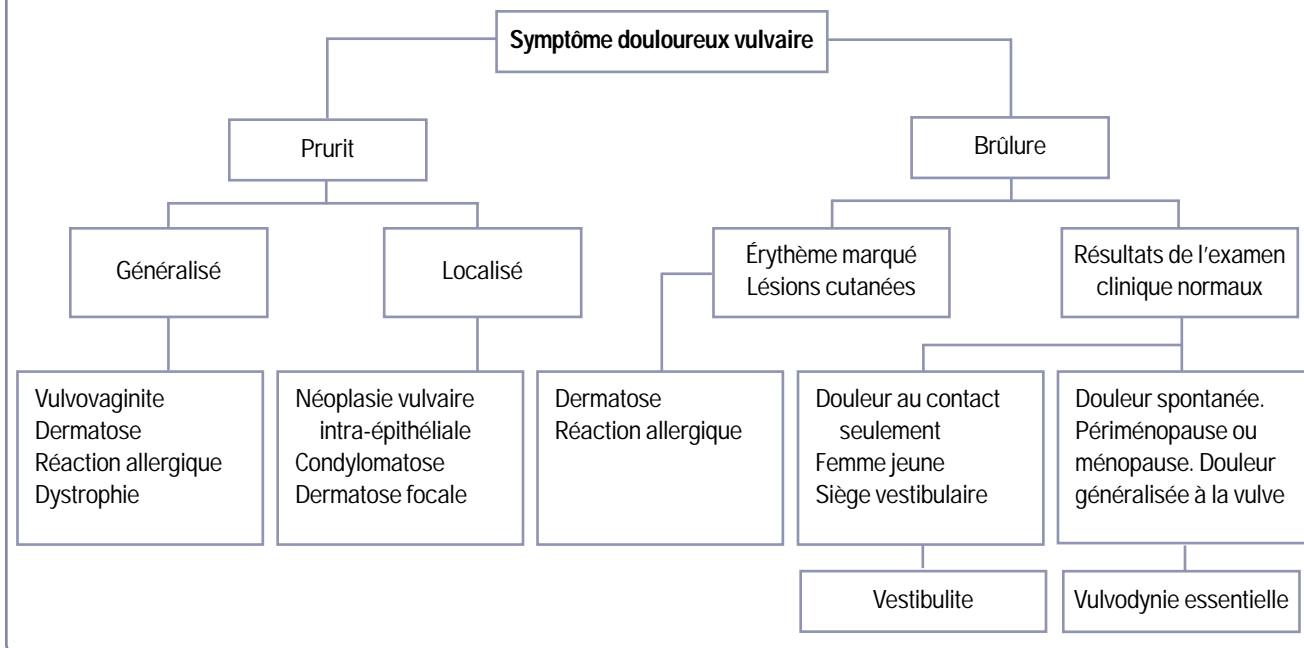 Symptôme douloureux vulvaire
Prurit
Brûlure
Généralisé
Localisé
Érythème marqué
Lésions cutanées
Résultats de l'examen
clinique normaux
Vulvovaginite
Dermatose
Réaction allergique
Dystrophie
Néoplasie vulvaire
intra-épithéliale
Condylomatose
Dermatose focale
Dermatose
Réaction allergique
Douleur au contact
seulement
Femme jeune
Siège vestibulaire
Douleur spontanée.
Périménopause ou
ménopause. Douleur
généralisée à la vulve
Vestibulite
Vulvodynie essentielle